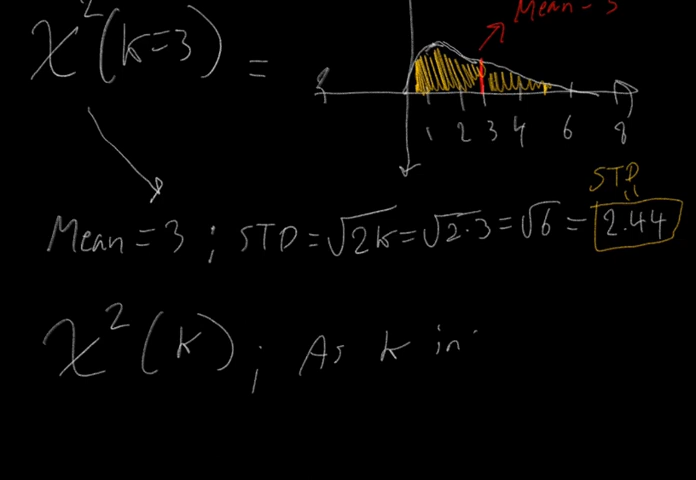 Mean = 3
χ²(k=3) =
1 2 3 4 6 8
STD
=
Mean = 3 ; STD = √2k = √2·3 = √6 = 2.44
χ²(k) ; As k in